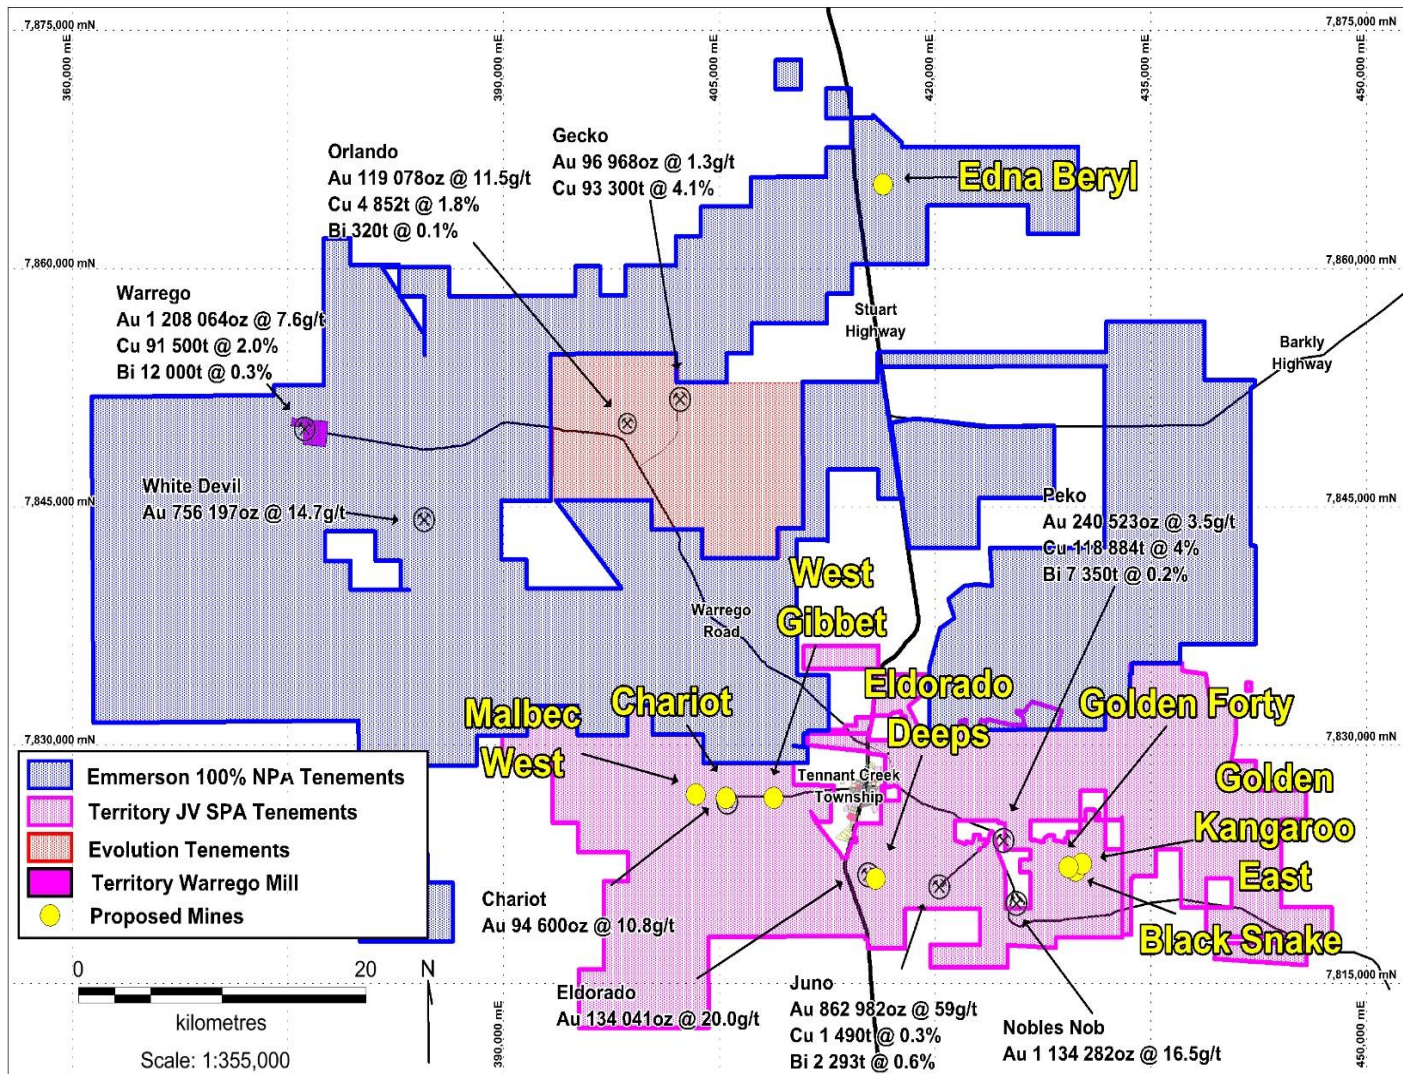 7,875,000 mN
7,875,000 mN
360,000 mE
390,000 mE
405,000 mE
420,000 mE
435,000 mE
450,000 mE
Gecko
Au 96 968oz @ 1.3g/t
Cu 93 300t @ 4.1%
Orlando
Au 119 078oz @ 11.5g/t
Cu 4 852t @ 1.8%
Bi 320t @ 0.1%
Edna Beryl
7,860,000 mN
7,860,000 mN
Warrego
Au 1 208 064oz @ 7.6g/t
Cu 91 500t @ 2.0%
Bi 12 000t @ 0.3%
Stuart
Highway
Barkly
Highway
White Devil
Au 756 197oz @ 14.7g/t
7,845,000 mN
7,845,000 mN
Peko
Au 240 523oz @ 3.5g/t
Cu 118 884t @ 4%
Bi 7 350t @ 0.2%
West
Gibbet
Warrego
Road
Eldorado
Deeps
Golden Forty
Chariot
Malbec
West
7,830,000 mN
7,830,000 mN
Golden
Kangaroo
East
Tennant Creek
Township
Emmerson 100% NPA Tenements
Territory JV SPA Tenements
Evolution Tenements
Territory Warrego Mill
Proposed Mines
Chariot
Au 94 600oz @ 10.8g/t
Black Snake
0
20
N
kilometres
Scale: 1:355,000
7,815,000 mN
Eldorado
Au 134 041oz @ 20.0g/t
Juno
Au 862 982oz @ 59g/t
Cu 1 490t @ 0.3%
Bi 2 293t @ 0.6%
Nobles Nob
Au 1 134 282oz @ 16.5g/t
390,000 mE
405,000 mE
420,000 mE
435,000 mE
450,000 mE